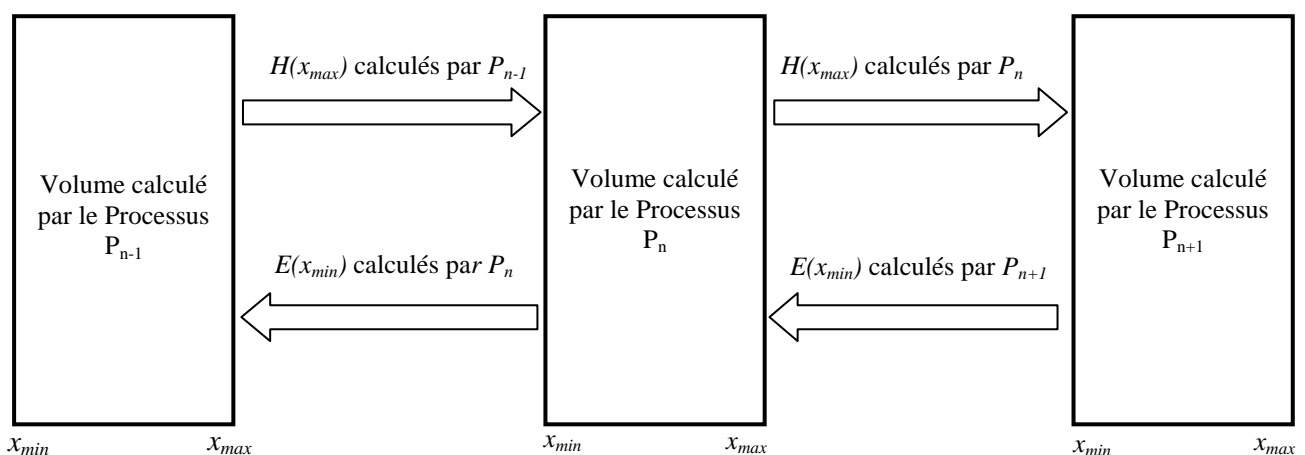 H(x_max) calculés par P_n-1
H(x_max) calculés par P_n
Volume calculé
par le Processus
P_n-1
Volume calculé
par le Processus
P_n
Volume calculé
par le Processus
P_n+1
E(x_min) calculés par P_n
E(x_min) calculés par P_n+1
x_min
x_max
x_min
x_max
x_min
x_max